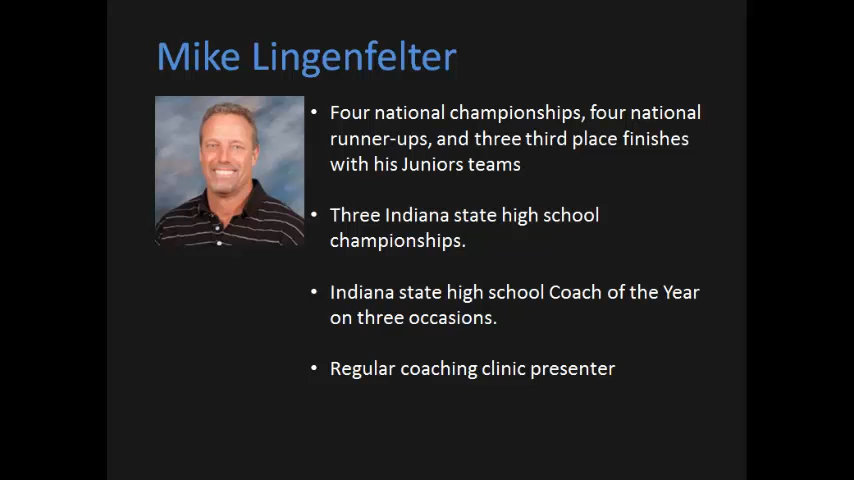 Mike Lingenfelter
• Four national championships, four national
runner-ups, and three third place finishes
with his Juniors teams
• Three Indiana state high school
championships.
• Indiana state high school Coach of the Year
on three occasions.
• Regular coaching clinic presenter